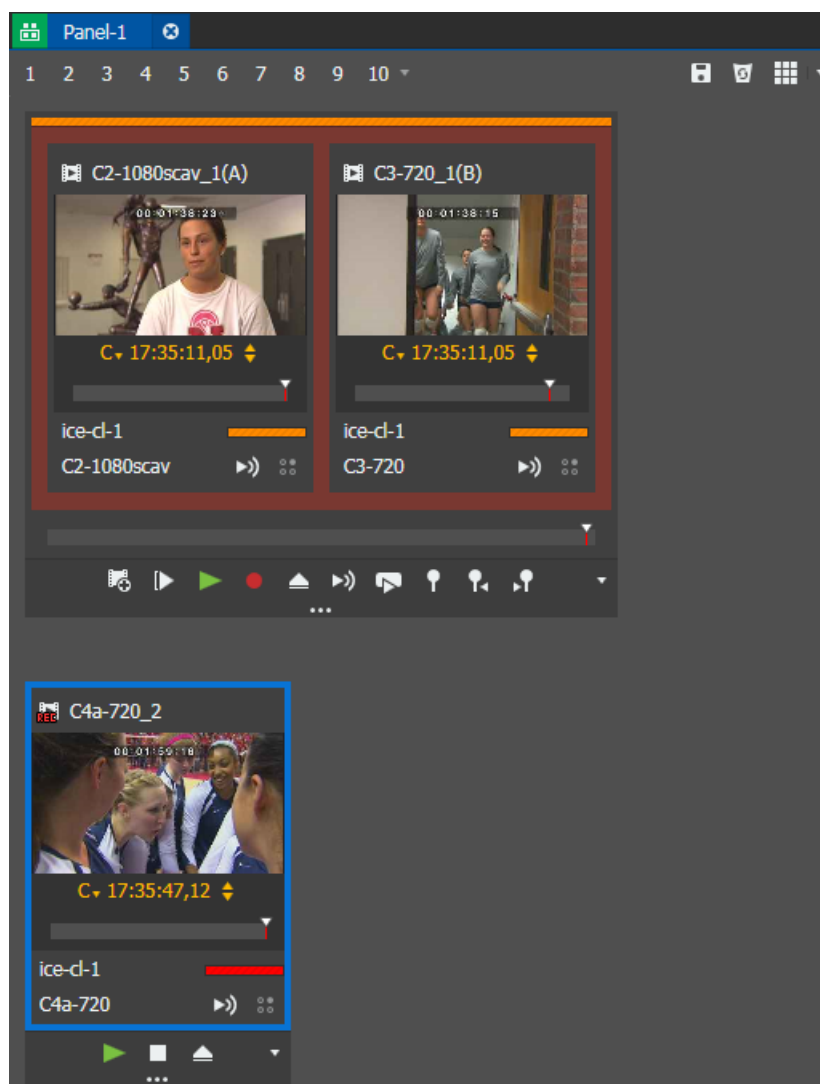 Panel-1
1 2 3 4 5 6 7 8 9 10
C2-1080scav_1(A)
00:01:38:23
C 17:35:11,05
ice-cl-1
C2-1080scav
C3-720_1(B)
00:01:38:15
C 17:35:11,05
ice-cl-1
C3-720
REC C4a-720_2
00:01:59:18
C 17:35:47,12
ice-cl-1
C4a-720